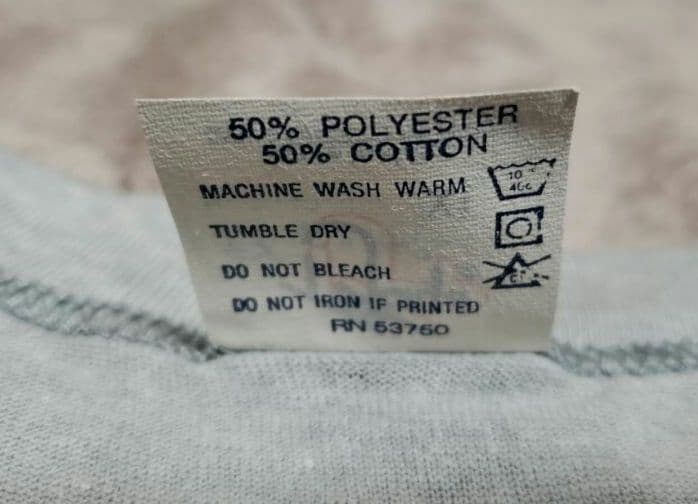 50% POLYESTER
50% COTTON
MACHINE WASH WARM
TUMBLE DRY
DO NOT BLEACH
DO NOT IRON IF PRINTED
RN 53750